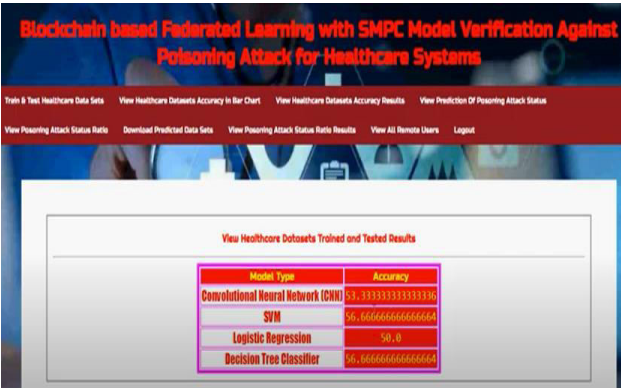 Blockchain based Federated Learning with SMPC Model Verification Against
Poisoning Attack for Healthcare Systems
Train & Test Healthcare Data Sets View Healthcare Datasets Accuracy in Bar Chart View Healthcare Datasets Accuracy Results View Prediction Of Poisoning Attack Status
View Posoning Attack Status Ratio Download Predicted Data Sets View Posoning Attack Status Ratio Results View All Remote Users Logout
View Healthcare Datasets Trained and Tested Results
Model Type Accuracy
Convolutional Neural Network (CNN) 53.333333333333336
SVM 56.666666666666664
Logistic Regression 50.0
Decision Tree Classifier 56.666666666666664